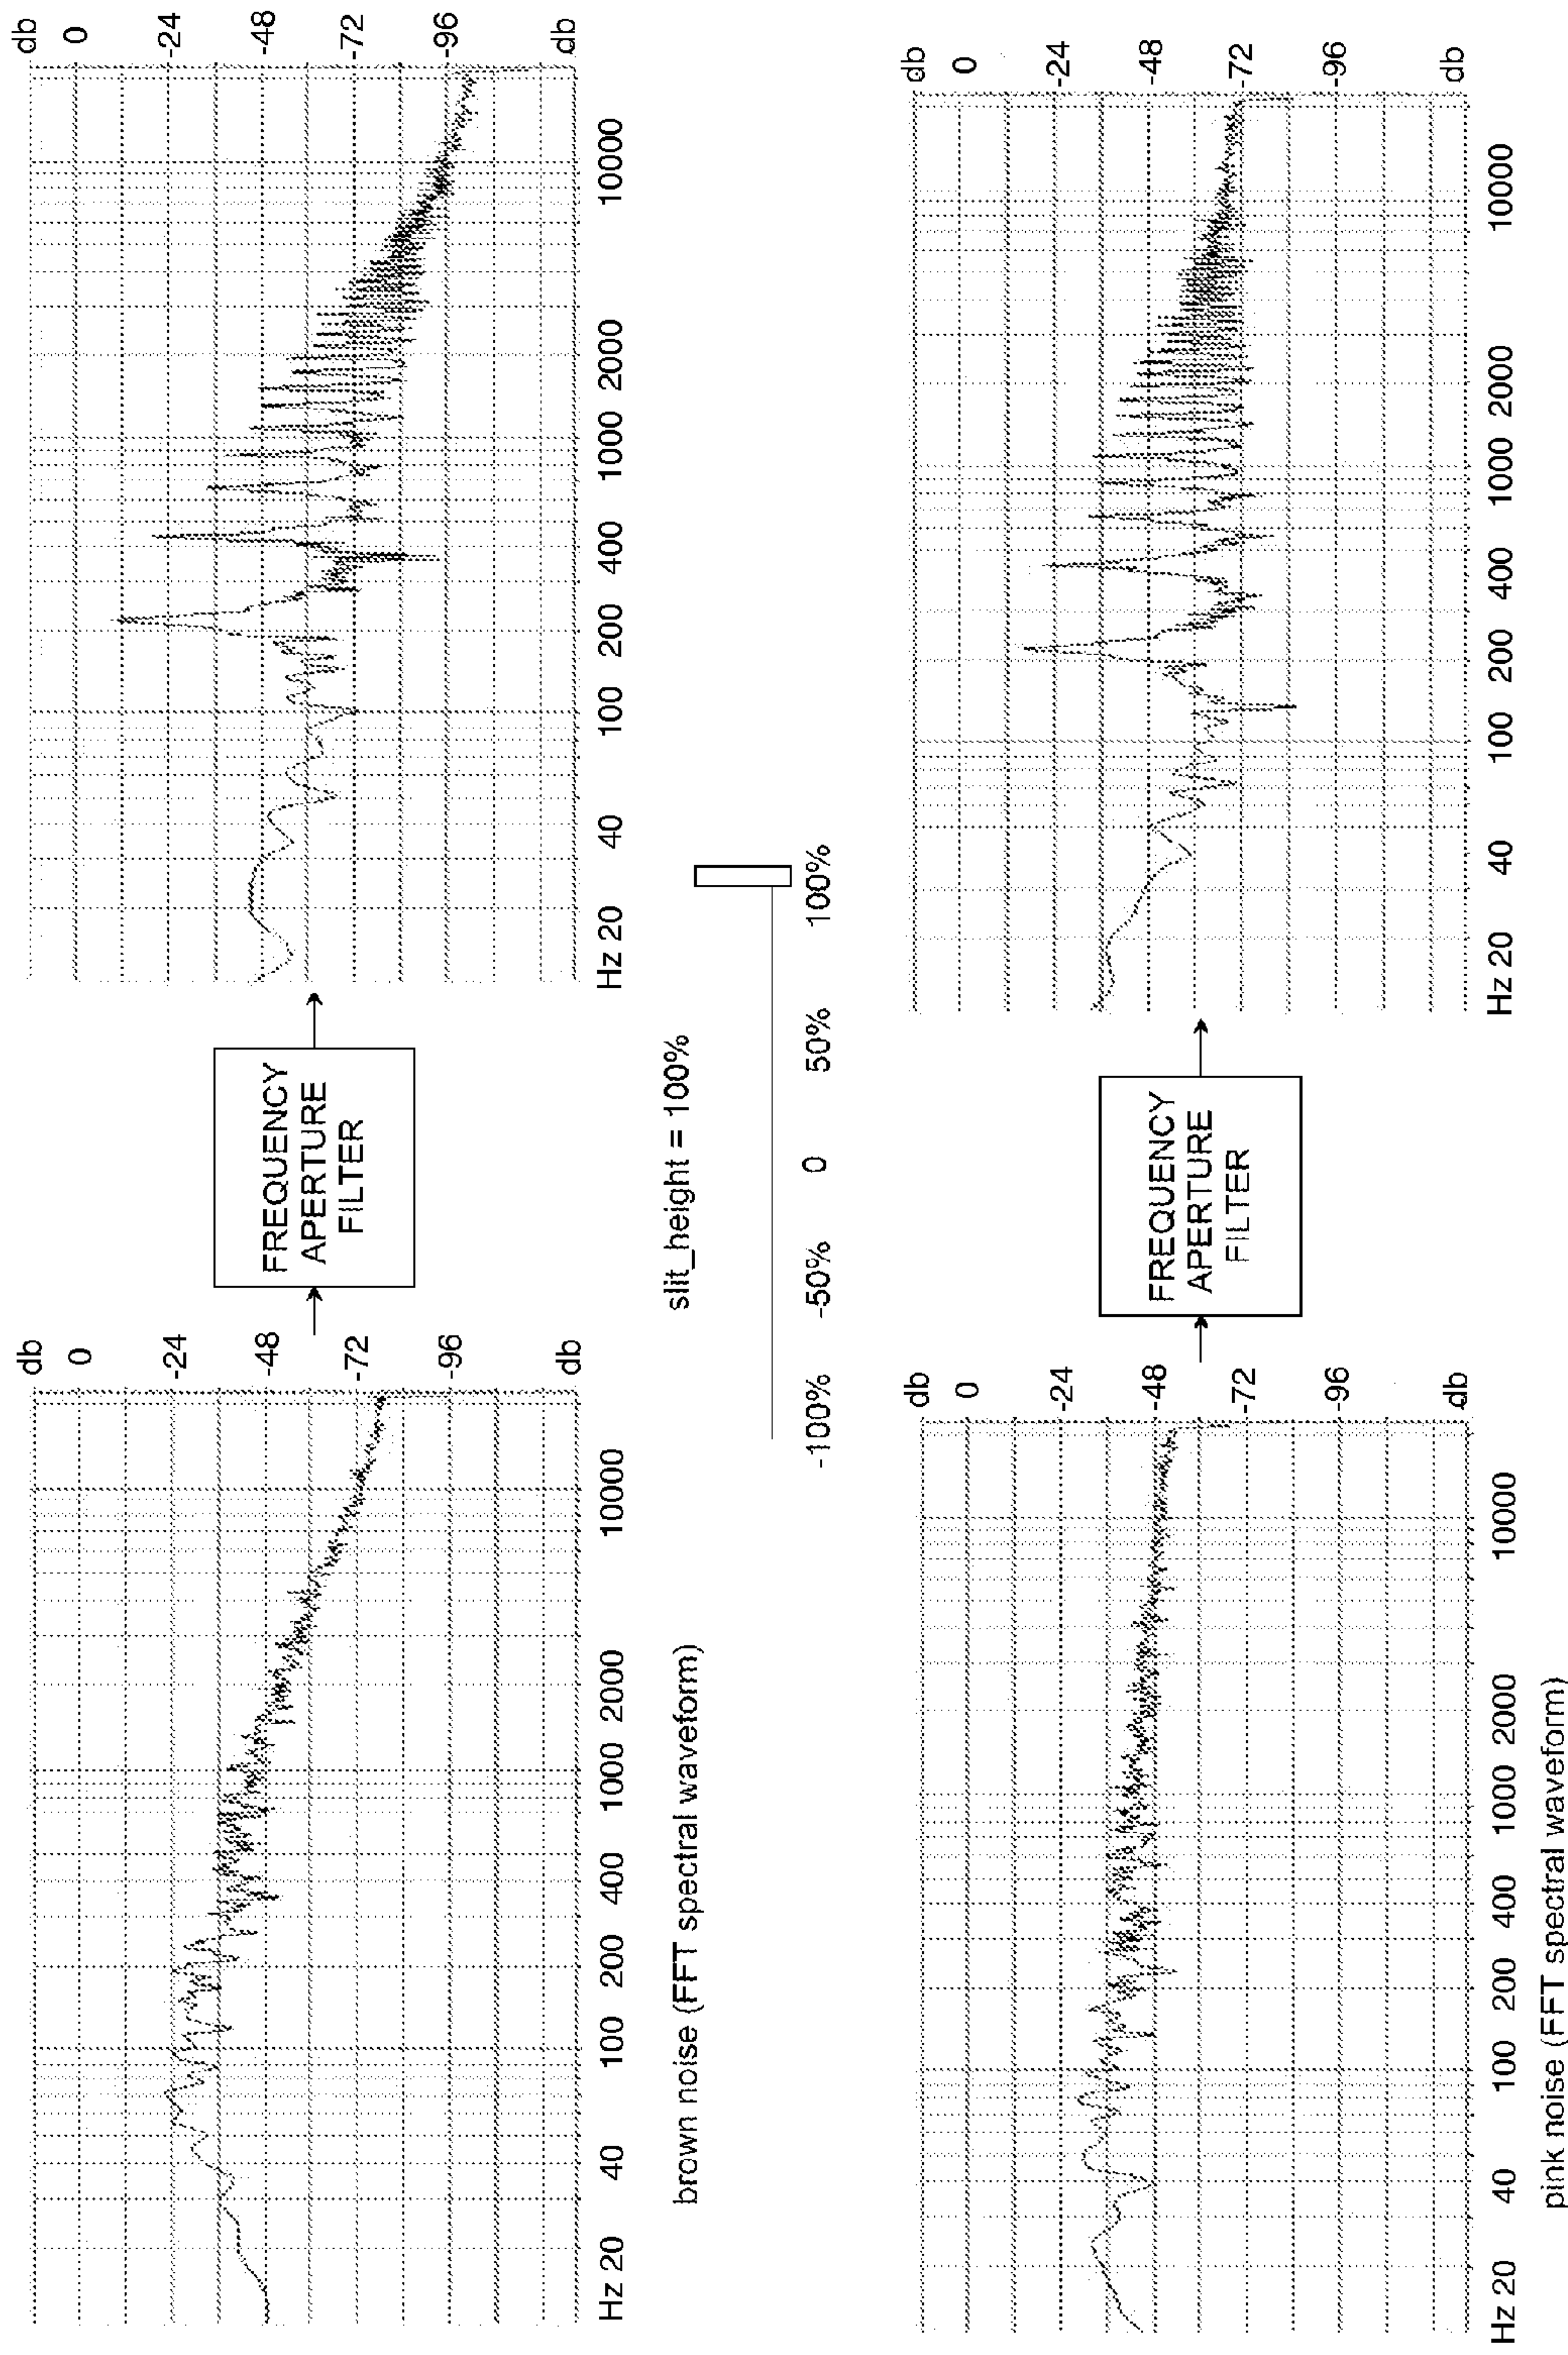 db
0
-24
-48
-72
-96
db
Hz 20 40 100 200 400 1000 2000 10000
brown noise (FFT spectral waveform)
FREQUENCY
APERTURE
FILTER
db
0
-24
-48
-72
-96
db
Hz 20 40 100 200 400 1000 2000 10000
slit_height = 100%
-100% -50% 0 50% 100%
db
0
-24
-48
-72
-96
db
Hz 20 40 100 200 400 1000 2000 10000
pink noise (FFT spectral waveform)
FREQUENCY
APERTURE
FILTER
db
0
-24
-48
-72
-96
db
Hz 20 40 100 200 400 1000 2000 10000